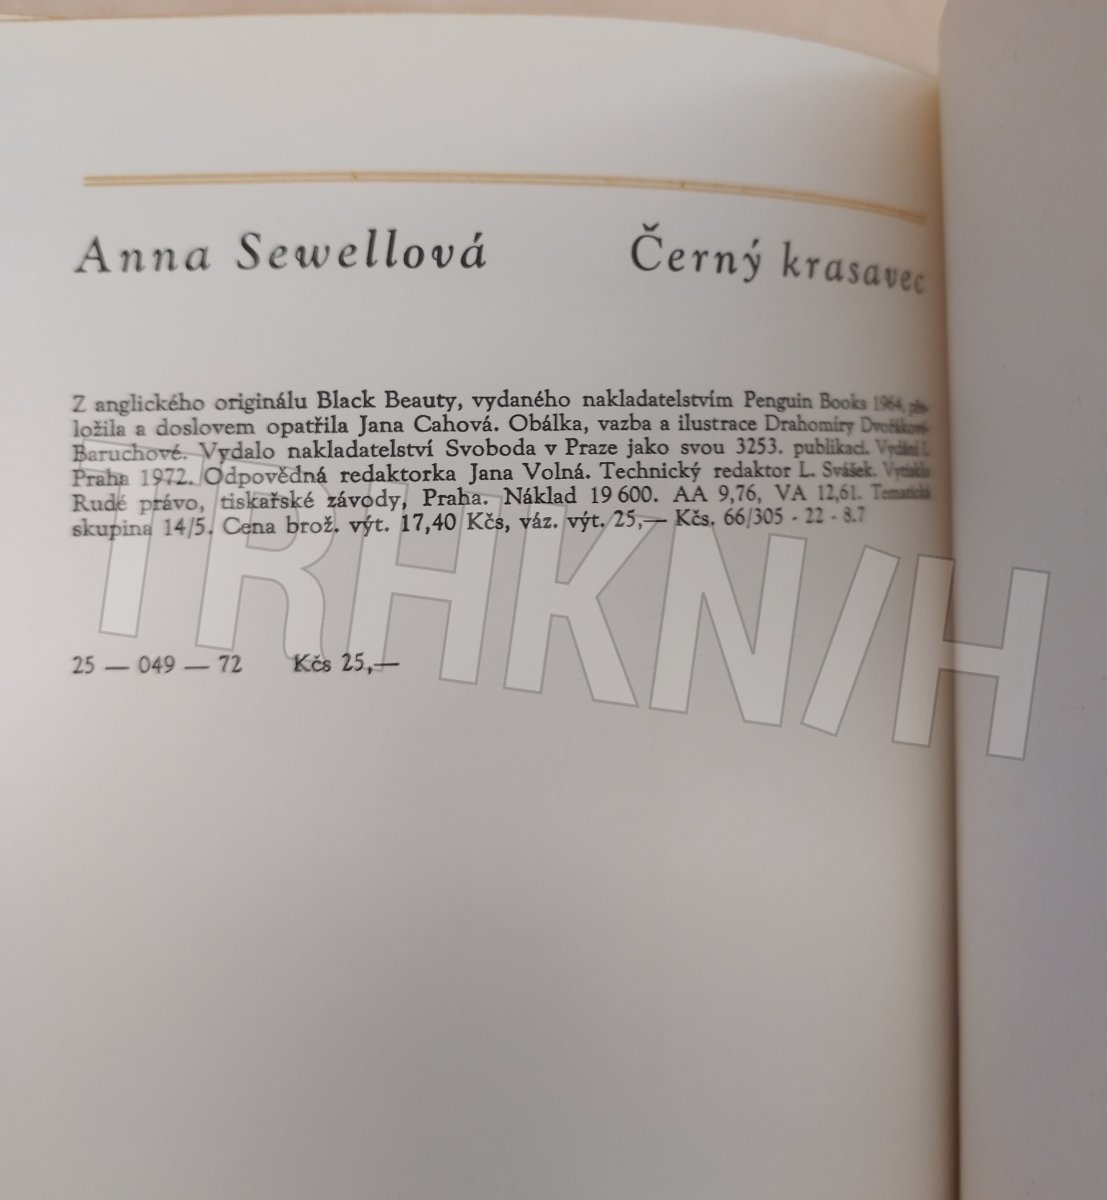 Anna Sewellová Černý krasavec
Z anglického originálu Black Beauty, vydaného nakladatelstvím Penguin Books 1964, pře-
ložila a doslovem opatřila Jana Cahová. Obálka, vazba a ilustrace Drahomíry Dvořákové-
Baruchové. Vydalo nakladatelství Svoboda v Praze jako svou 3253. publikaci. Vydání I.
Praha 1972. Odpovědná redaktorka Jana Volná. Technický redaktor L. Svášek. Vytiskla
Rudé právo, tiskařské závody, Praha. Náklad 19 600. AA 9,76, VA 12,61. Tematická
skupina 14/5. Cena brož. výt. 17,40 Kčs, váz. výt. 25,— Kčs. 66/305 - 22 - 8.7
TRHKN/H
25 — 049 — 72 Kčs 25,—